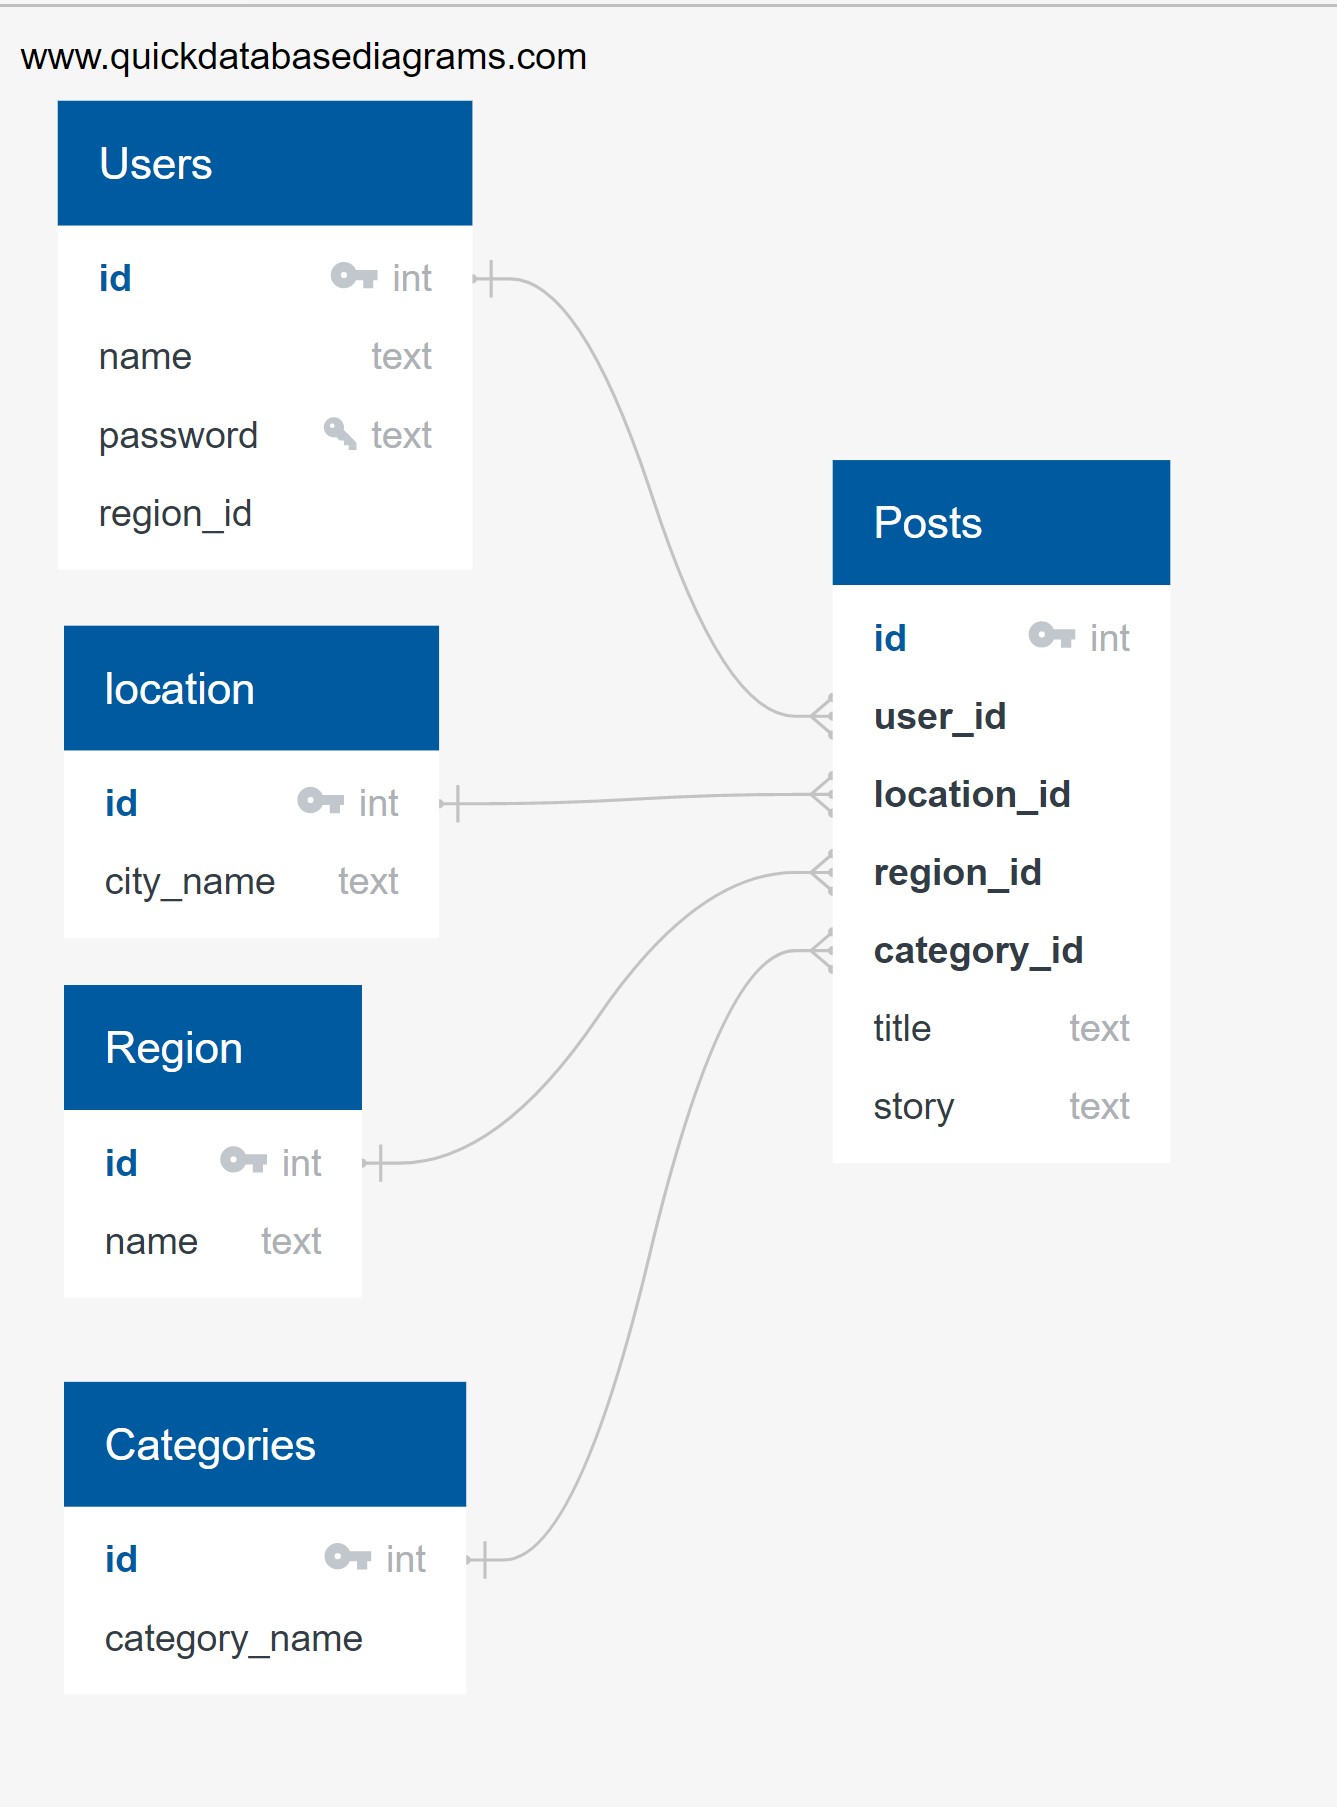 www.quickdatabasediagrams.com
Users
id int
name text
password text
region_id
location
id int
city_name text
Region
id int
name text
Categories
id int
category_name
Posts
id int
user_id
location_id
region_id
category_id
title text
story text